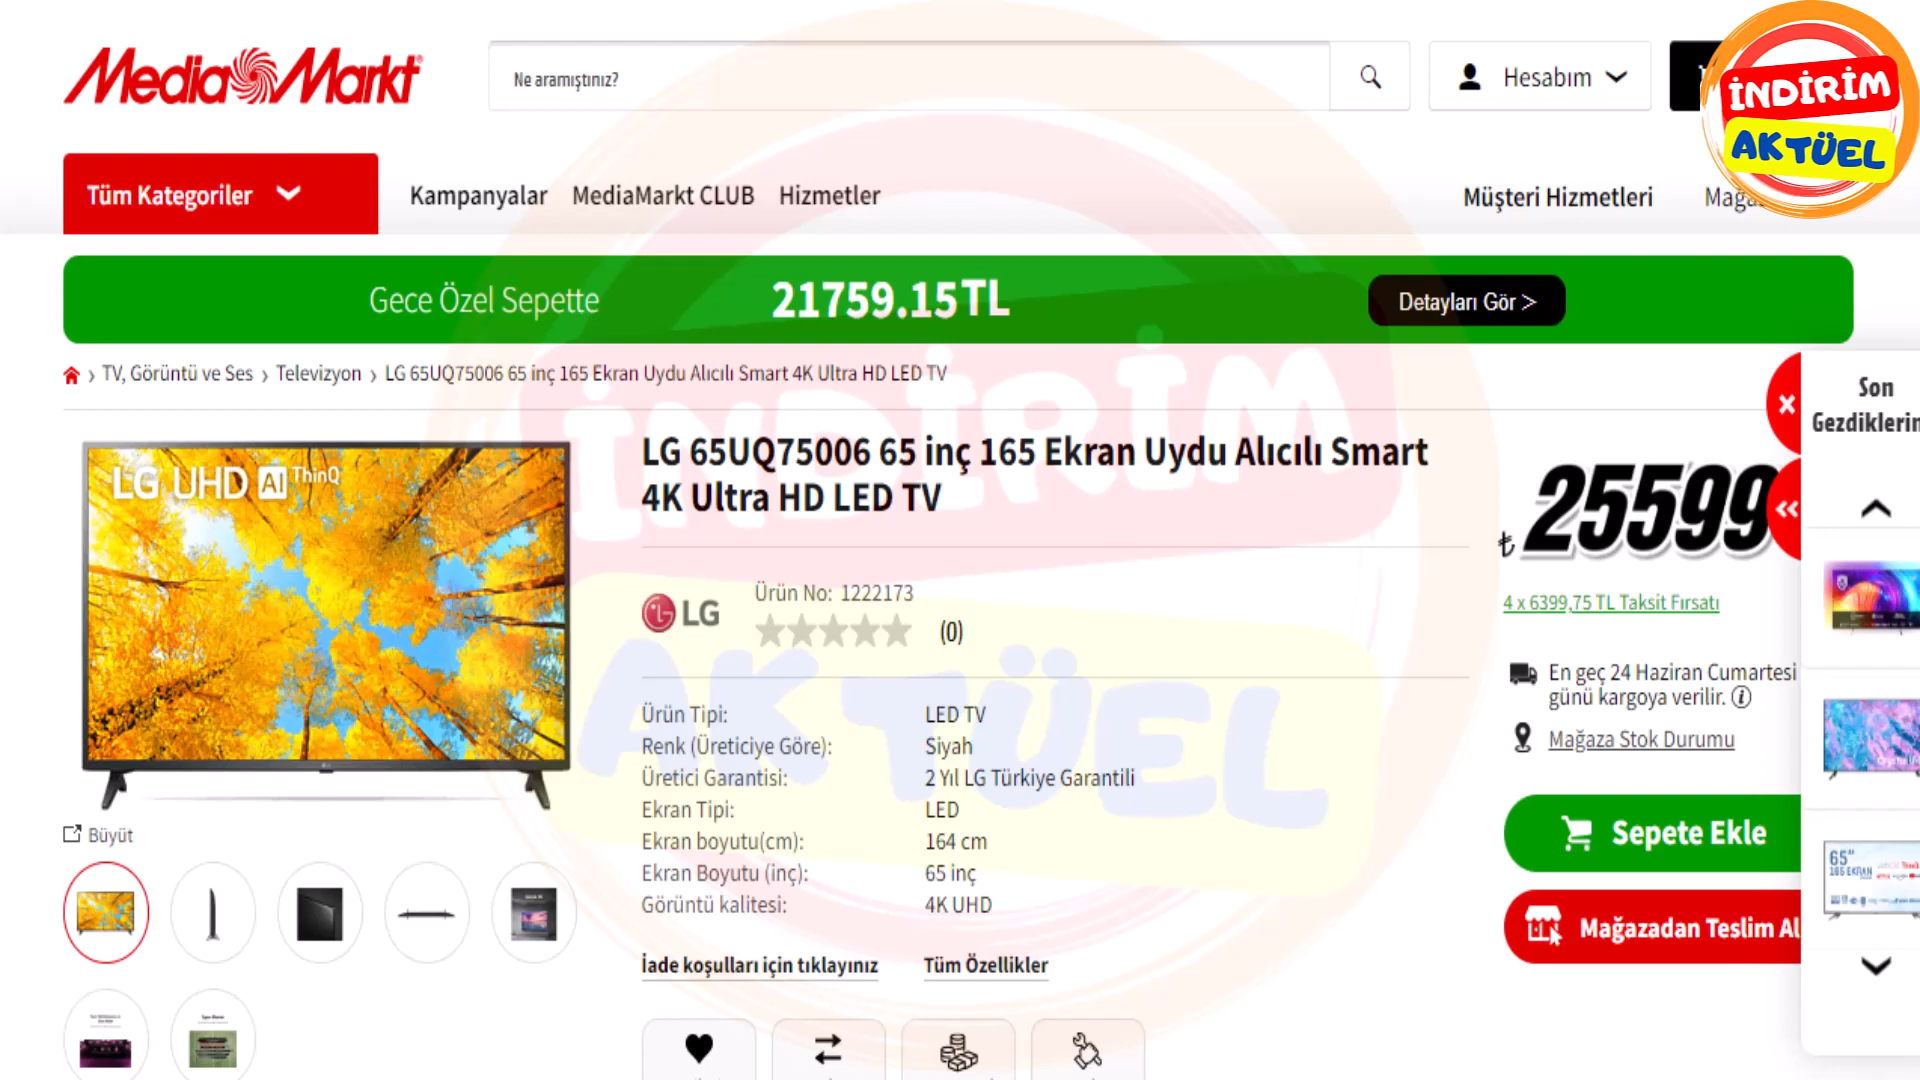 MediaMarkt
Ne aramıştınız?
Hesabım
İNDİRİM
AKTÜEL
Tüm Kategoriler
Kampanyalar
MediaMarkt CLUB
Hizmetler
Müşteri Hizmetleri
Gece Özel Sepette
21759.15TL
Detayları Gör >
TV, Görüntü ve Ses › Televizyon › LG 65UQ75006 65 inç 165 Ekran Uydu Alıcılı Smart 4K Ultra HD LED TV
Son
LG UHD AI ThinQ
LG 65UQ75006 65 inç 165 Ekran Uydu Alıcılı Smart
4K Ultra HD LED TV
₺ 25599
LG
Ürün No: 1222173
(0)
4 x 6399,75 TL Taksit Fırsatı
En geç 24 Haziran Cumartesi
günü kargoya verilir.
Mağaza Stok Durumu
Ürün Tipi: LED TV
Renk (Üreticiye Göre): Siyah
Üretici Garantisi: 2 Yıl LG Türkiye Garantili
Ekran Tipi: LED
Ekran boyutu(cm): 164 cm
Ekran Boyutu (inç): 65 inç
Görüntü kalitesi: 4K UHD
İNDİRİM
AKTÜEL
Büyüt
Sepete Ekle
Mağazadan Teslim Al
65"
165 EKRAN
İade koşulları için tıklayınız
Tüm Özellikler